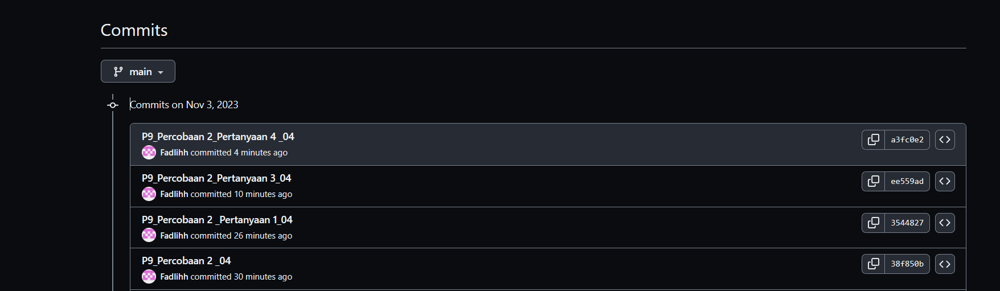 Commits
main
Commits on Nov 3, 2023
P9_Percobaan 2_Pertanyaan 4 _04
a3fc0e2
Fadlihh committed 4 minutes ago
P9_Percobaan 2_Pertanyaan 3_04
ee559ad
Fadlihh committed 10 minutes ago
P9_Percobaan 2 _Pertanyaan 1_04
3544827
Fadlihh committed 26 minutes ago
P9_Percobaan 2 _04
38f850b
Fadlihh committed 30 minutes ago